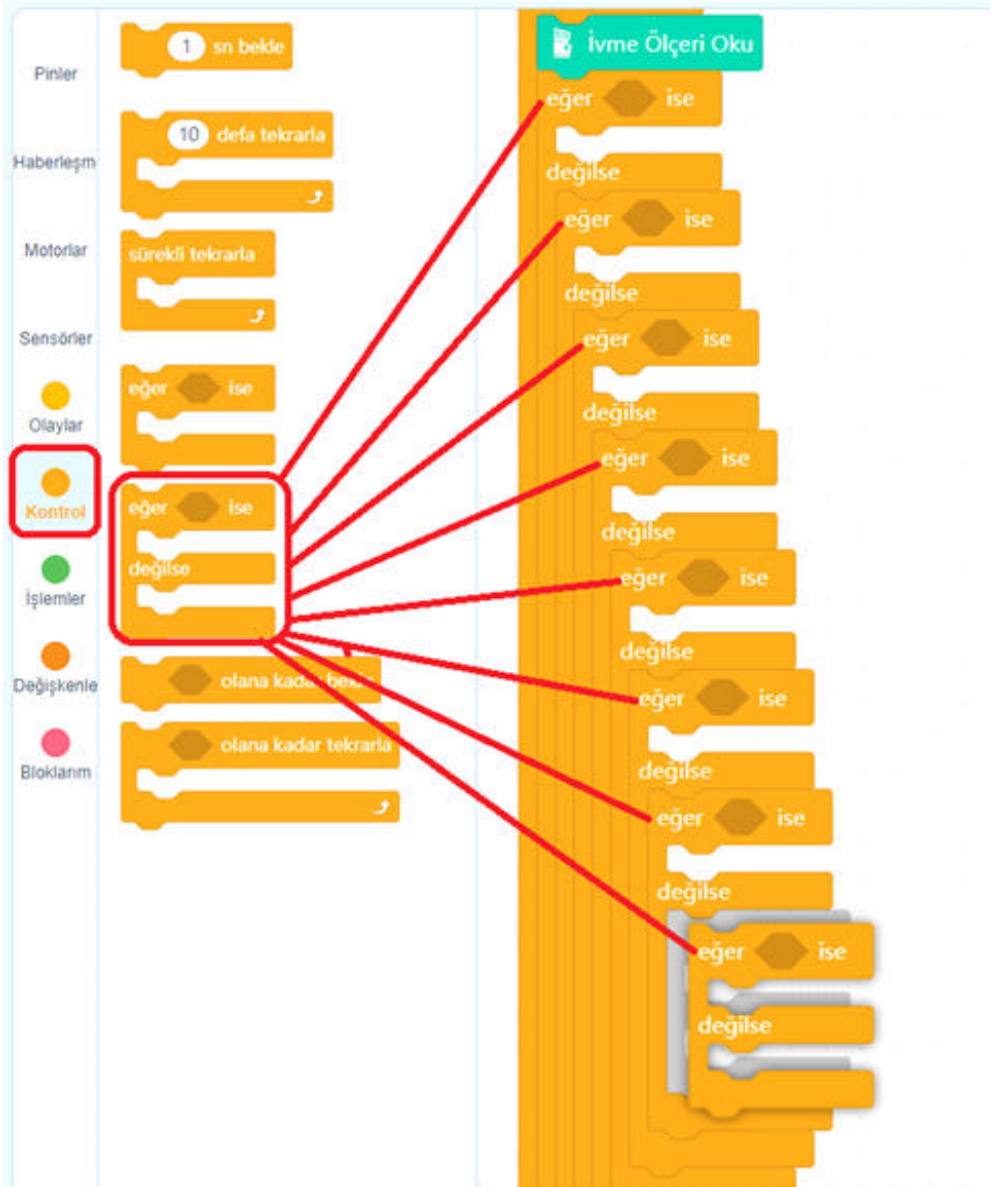 Pinler
Haberleşm
Motorlar
Sensörler
Olaylar
Kontrol
İşlemler
Değişkenle
Bloklarım
1 sn bekle
10 defa tekrarla
sürekli tekrarla
eğer ise
eğer ise
değilse
olana kadar bekle
olana kadar tekrarla
İvme Ölçeri Oku
eğer ise
değilse
eğer ise
değilse
eğer ise
değilse
eğer ise
değilse
eğer ise
değilse
eğer ise
değilse
eğer ise
değilse
eğer ise
değilse